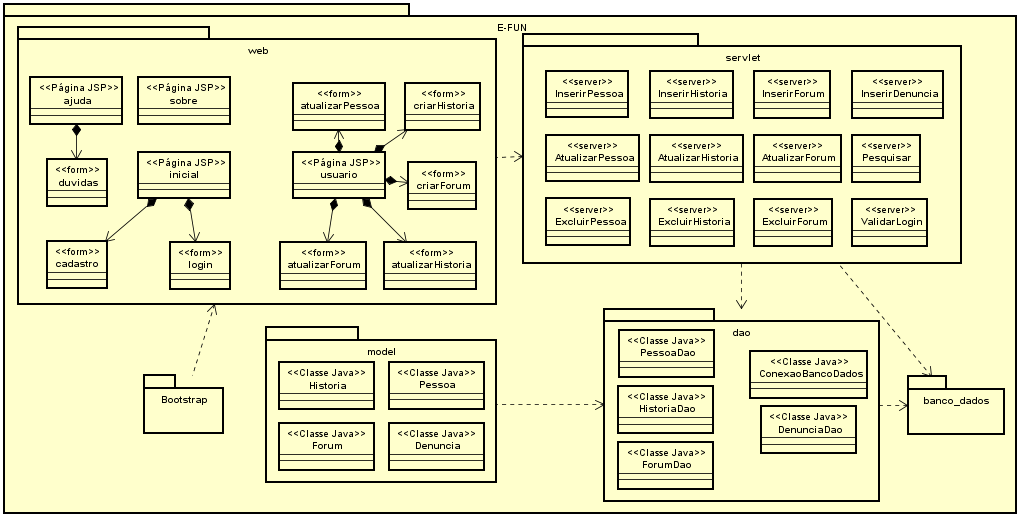 E-FUN
web
<<Página JSP>>
ajuda
<<Página JSP>>
sobre
<<form>>
atualizarPessoa
<<form>>
criarHistoria
<<form>>
duvidas
<<Página JSP>>
inicial
<<Página JSP>>
usuario
<<form>>
criarForum
<<form>>
cadastro
<<form>>
login
<<form>>
atualizarForum
<<form>>
atualizarHistoria
servlet
<<server>>
InserirPessoa
<<server>>
InserirHistoria
<<server>>
InserirForum
<<server>>
InserirDenuncia
<<server>>
AtualizarPessoa
<<server>>
AtualizarHistoria
<<server>>
AtualizarForum
<<server>>
Pesquisar
<<server>>
ExcluirPessoa
<<server>>
ExcluirHistoria
<<server>>
ExcluirForum
<<server>>
ValidarLogin
Bootstrap
model
<<Classe Java>>
Historia
<<Classe Java>>
Pessoa
<<Classe Java>>
Forum
<<Classe Java>>
Denuncia
dao
<<Classe Java>>
PessoaDao
<<Classe Java>>
ConexaoBancoDados
<<Classe Java>>
HistoriaDao
<<Classe Java>>
DenunciaDao
<<Classe Java>>
ForumDao
banco_dados